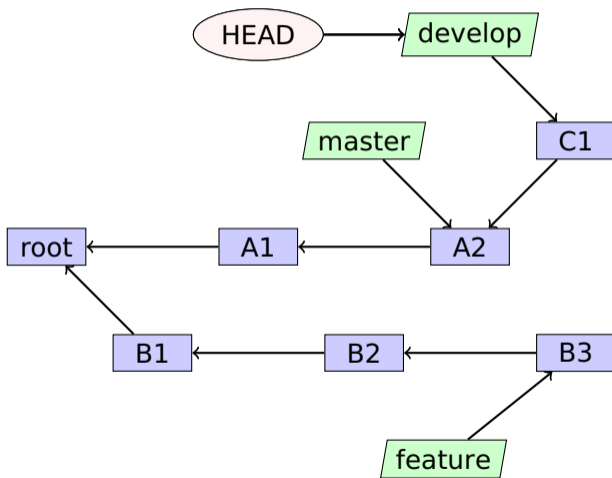 HEAD
develop
master
C1
root
A1
A2
B1
B2
B3
feature